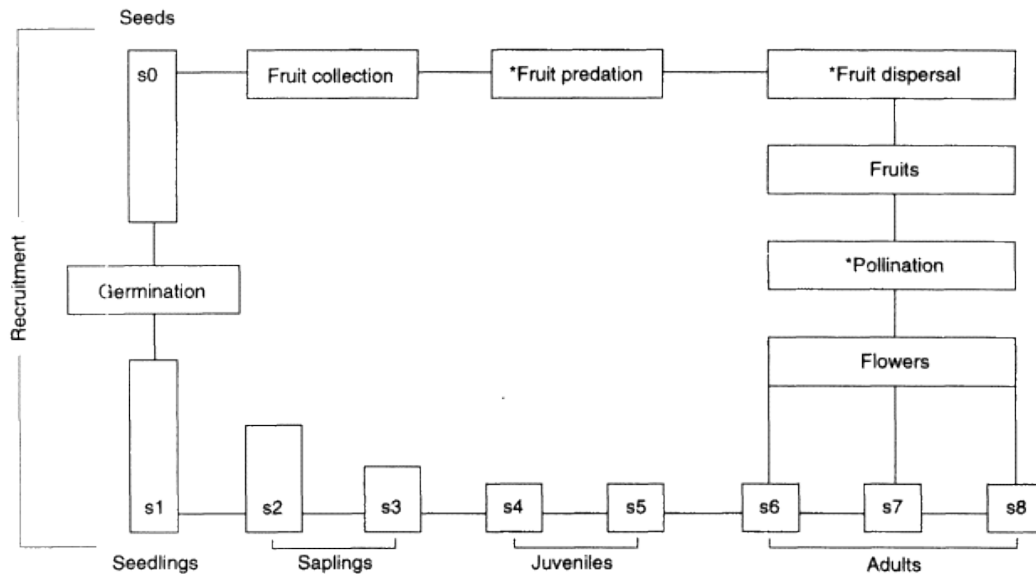 Seeds
s0
Fruit collection
*Fruit predation
*Fruit dispersal
Fruits
*Pollination
Flowers
Recruitment
Germination
s1
s2
s3
s4
s5
s6
s7
s8
Seedlings
Saplings
Juveniles
Adults